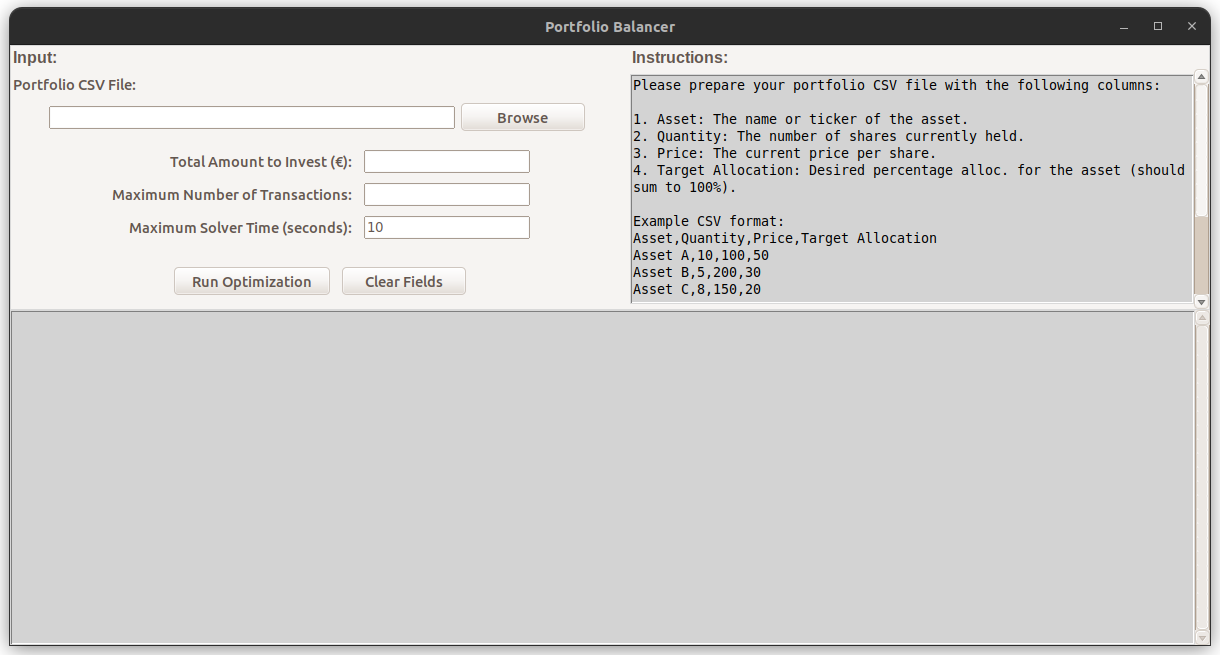 Portfolio Balancer
Input:
Portfolio CSV File:
Browse
Total Amount to Invest (€):
Maximum Number of Transactions:
Maximum Solver Time (seconds): 10
Run Optimization Clear Fields
Instructions:
Please prepare your portfolio CSV file with the following columns:
1. Asset: The name or ticker of the asset.
2. Quantity: The number of shares currently held.
3. Price: The current price per share.
4. Target Allocation: Desired percentage alloc. for the asset (should
sum to 100%).
Example CSV format:
Asset,Quantity,Price,Target Allocation
Asset A,10,100,50
Asset B,5,200,30
Asset C,8,150,20